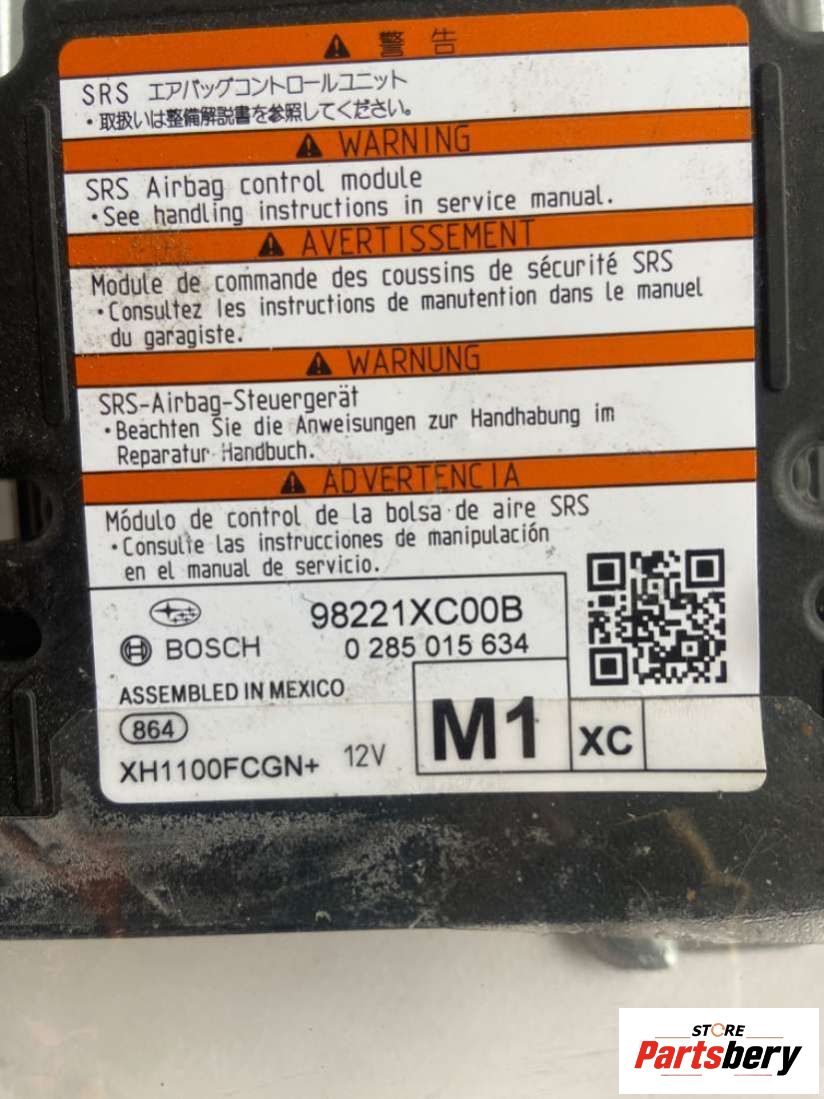 警告
SRS エアバッグコントロールユニット
・取扱いは整備解説書を参照してください。
WARNING
SRS Airbag control module
・See handling instructions in service manual.
AVERTISSEMENT
Module de commande des coussins de sécurité SRS
・Consultez les instructions de manutention dans le manuel
du garagiste.
WARNUNG
SRS-Airbag-Steuergerät
・Beachten Sie die Anweisungen zur Handhabung im
Reparatur-Handbuch.
ADVERTENCIA
Módulo de control de la bolsa de aire SRS
・Consulte las instrucciones de manipulación
en el manual de servicio.
98221XC00B
BOSCH 0 285 015 634
ASSEMBLED IN MEXICO
864
XH1100FCGN+ 12V
M1
XC
STORE
Partsbery